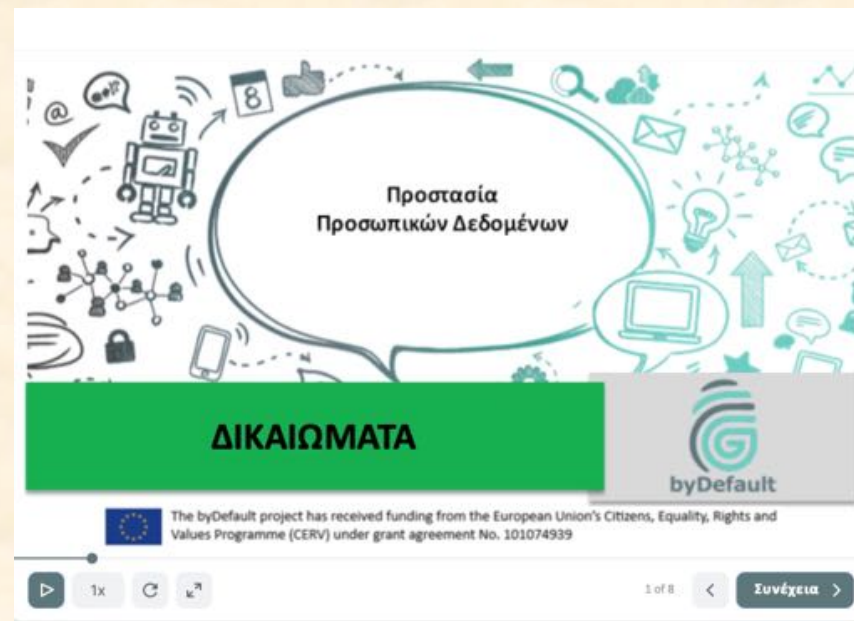 @
8
Προστασία
Προσωπικών Δεδομένων
ΔΙΚΑΙΩΜΑΤΑ
byDefault
The byDefault project has received funding from the European Union's Citizens, Equality, Rights and
Values Programme (CERV) under grant agreement No. 101074939
1x
1 of 8
Συνέχεια